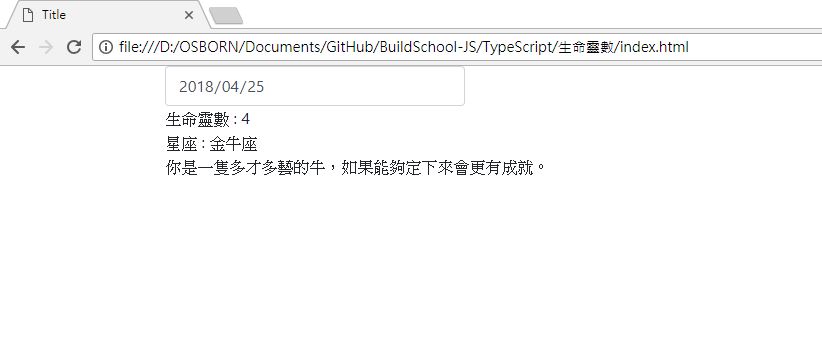 Title
file:///D:/OSBORN/Documents/GitHub/BuildSchool-JS/TypeScript/生命靈數/index.html
2018/04/25
生命靈數 : 4
星座 : 金牛座
你是一隻多才多藝的牛，如果能夠定下來會更有成就。